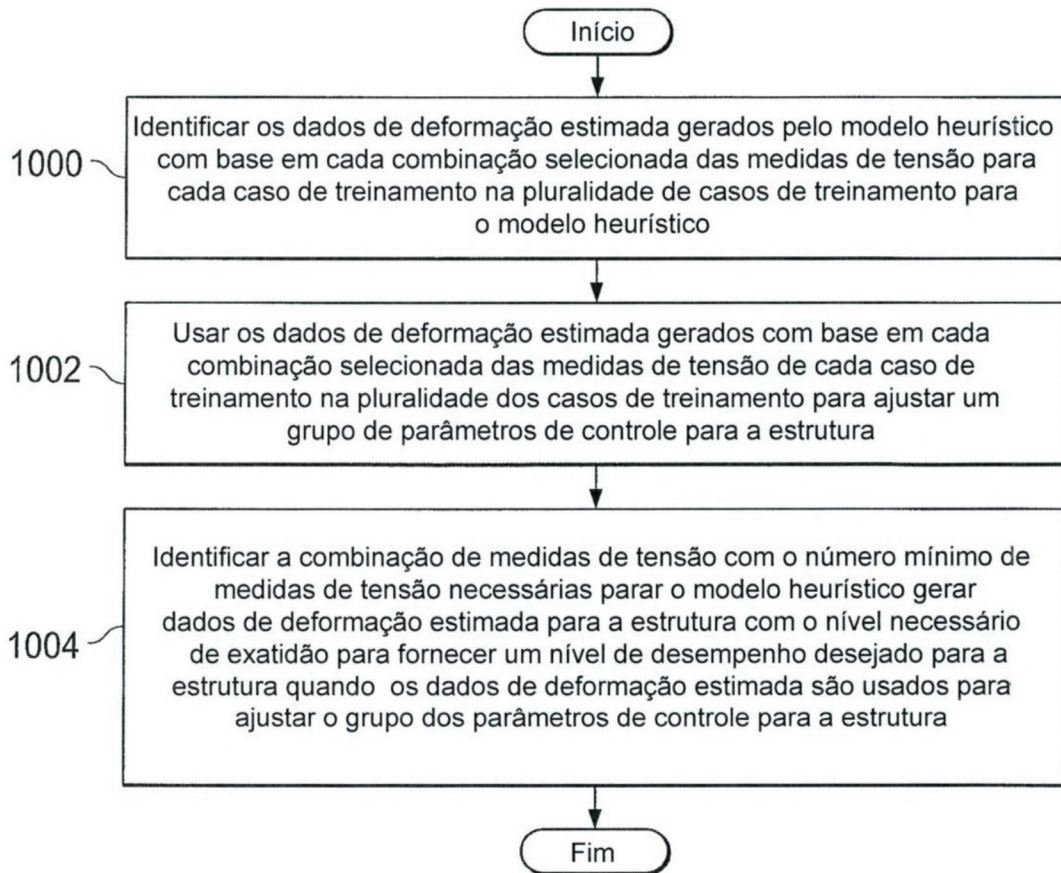 Início
1000
Identificar os dados de deformação estimada gerados pelo modelo heurístico
com base em cada combinação selecionada das medidas de tensão para
cada caso de treinamento na pluralidade de casos de treinamento para
o modelo heurístico
1002
Usar os dados de deformação estimada gerados com base em cada
combinação selecionada das medidas de tensão de cada caso de
treinamento na pluralidade dos casos de treinamento para ajustar um
grupo de parâmetros de controle para a estrutura
1004
Identificar a combinação de medidas de tensão com o número mínimo de
medidas de tensão necessárias parar o modelo heurístico gerar
dados de deformação estimada para a estrutura com o nível necessário
de exatidão para fornecer um nível de desempenho desejado para a
estrutura quando os dados de deformação estimada são usados para
ajustar o grupo dos parâmetros de controle para a estrutura
Fim